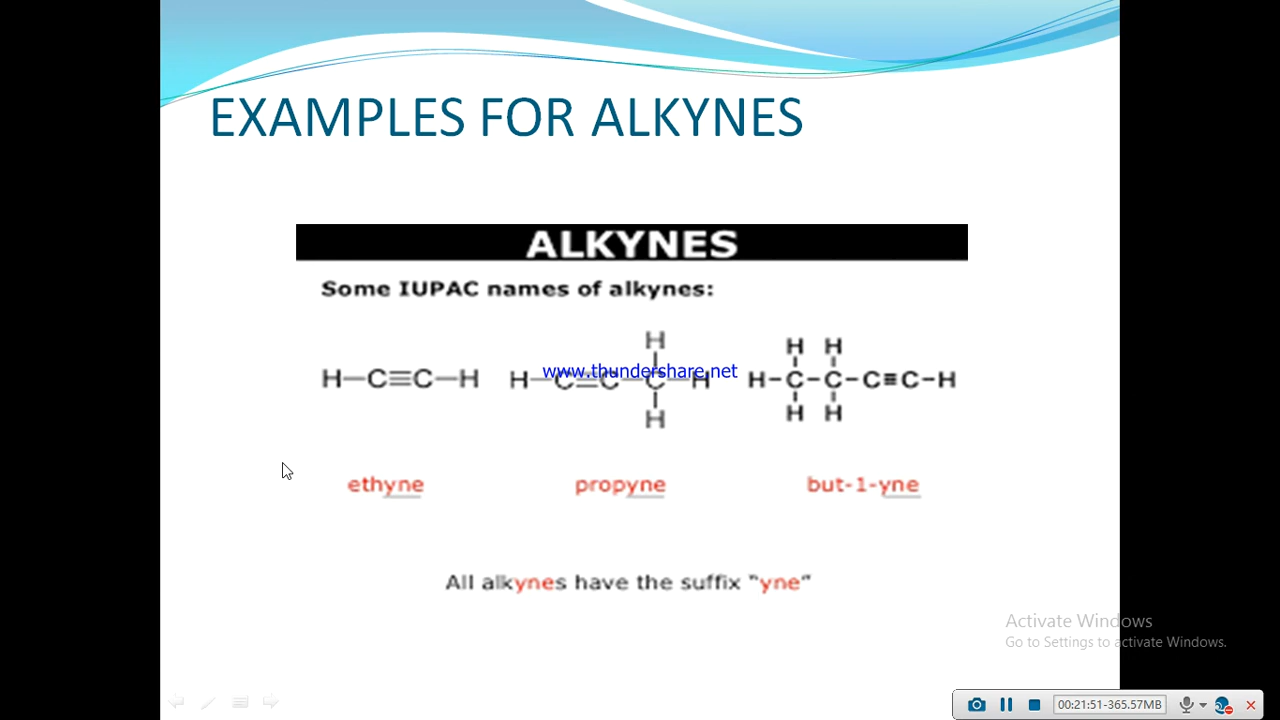 EXAMPLES FOR ALKYNES
ALKYNES
Some IUPAC names of alkynes:
H H H
www.thundershare.net
H—C≡C—H H—C≡C—C—H H–C–C–C≡C–H
H H H
ethyne propyne but-1-yne
All alkynes have the suffix "yne"
Activate Windows
Go to Settings to activate Windows.
00:21:51-365.57MB